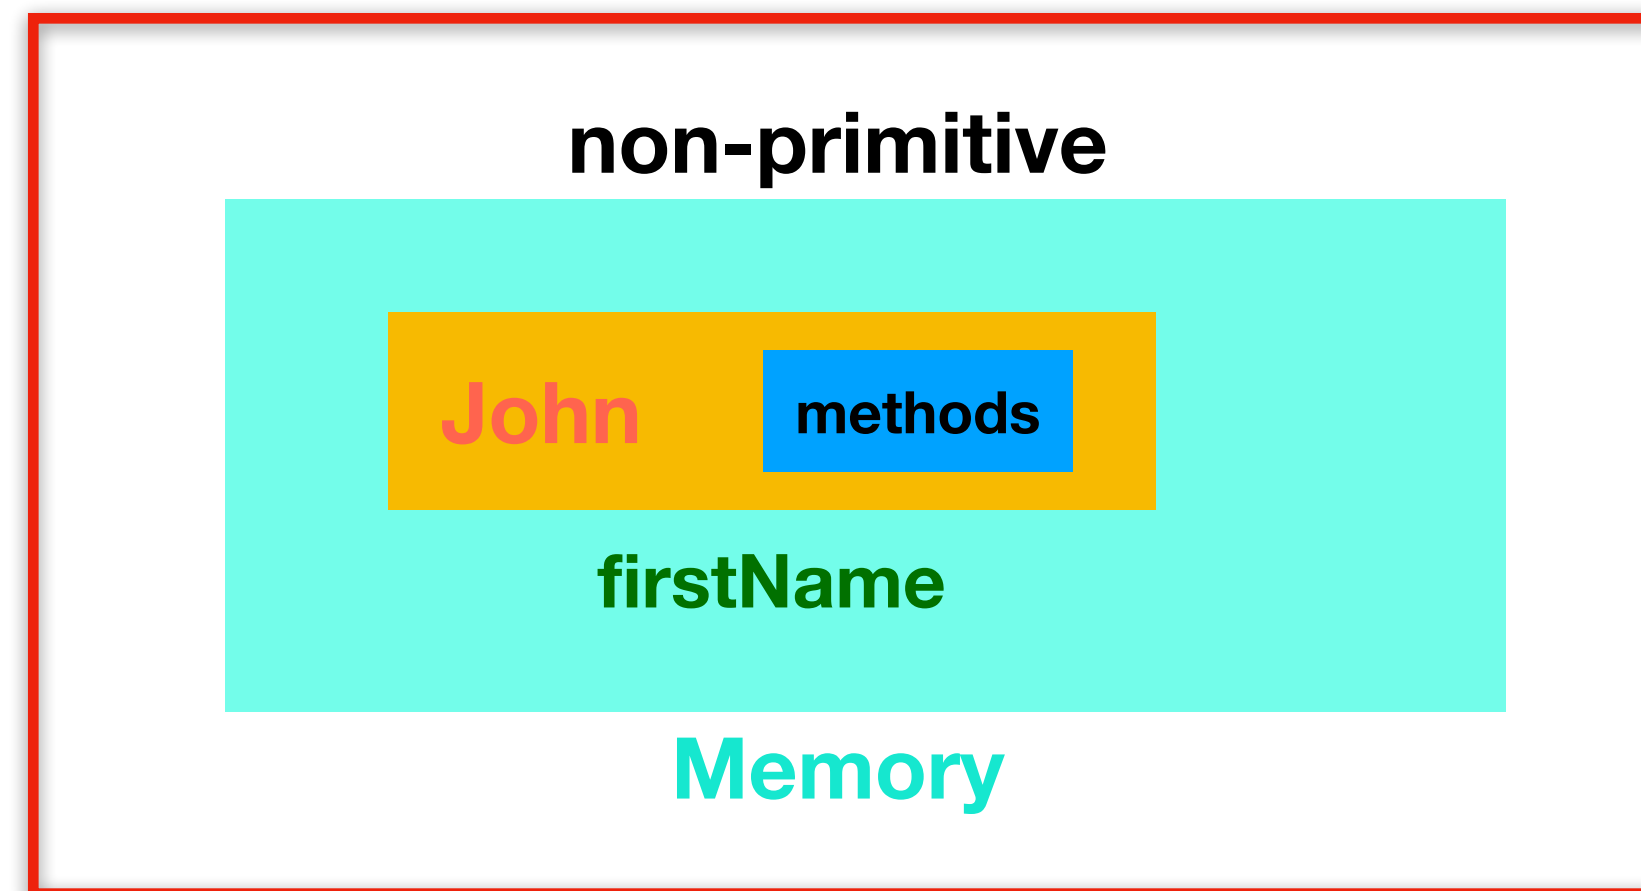 non-primitive
John
methods
firstName
Memory